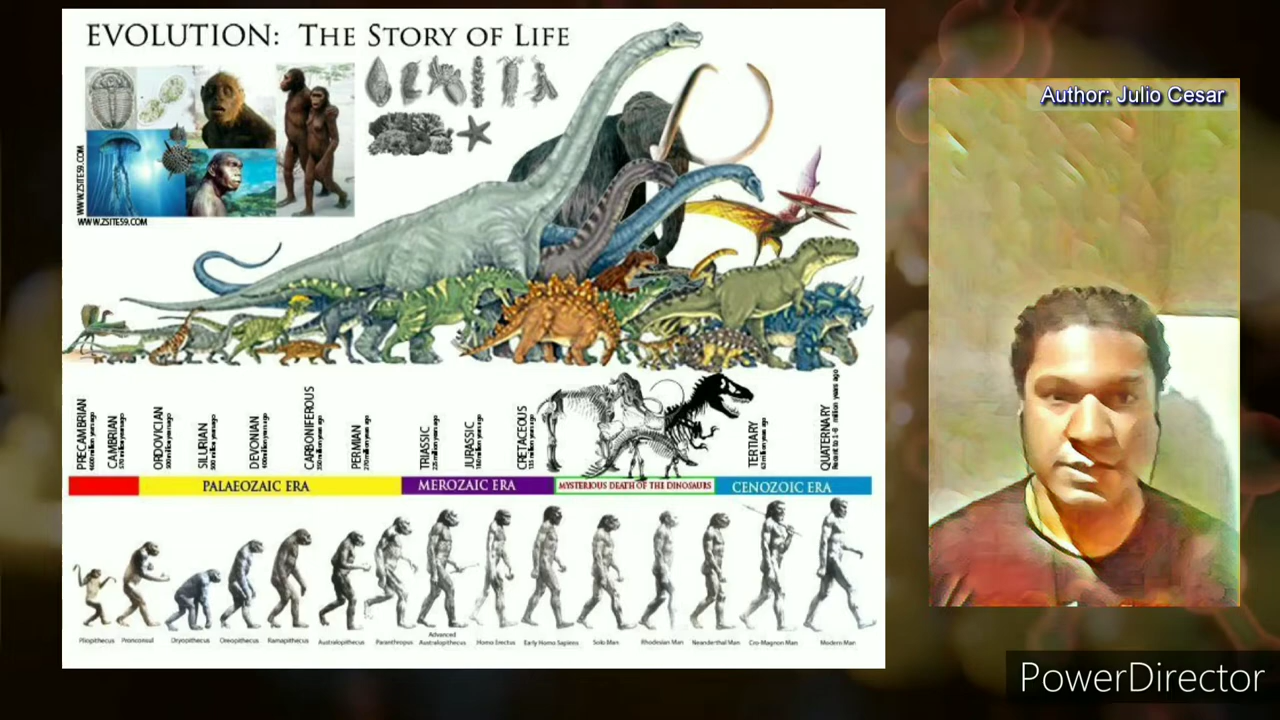 EVOLUTION: THE STORY OF LIFE
Author: Julio Cesar
WWW.ZSITE59.COM
WWW.ZSITE59.COM
PRECAMBRIAN
CAMBRIAN
ORDOVICIAN
SILURIAN
DEVONIAN
CARBONIFEROUS
PERMIAN
TRIASSIC
JURASSIC
CRETACEOUS
TERTIARY
QUATERNARY
PALAEOZAIC ERA
MEROZAIC ERA
MYSTERIOUS DEATH OF THE DINOSAURS
CENOZOIC ERA
Pliopithecus
Dryopithecus
Oreopithecus
Ramapithecus
Australopithecus
Paranthropus
Advanced
Australopithecus
Homo Erectus
Early Homo Sapiens
Solo Man
Rhodesian Man
Neanderthal Man
Cro-Magnon Man
Modern Man
PowerDirector